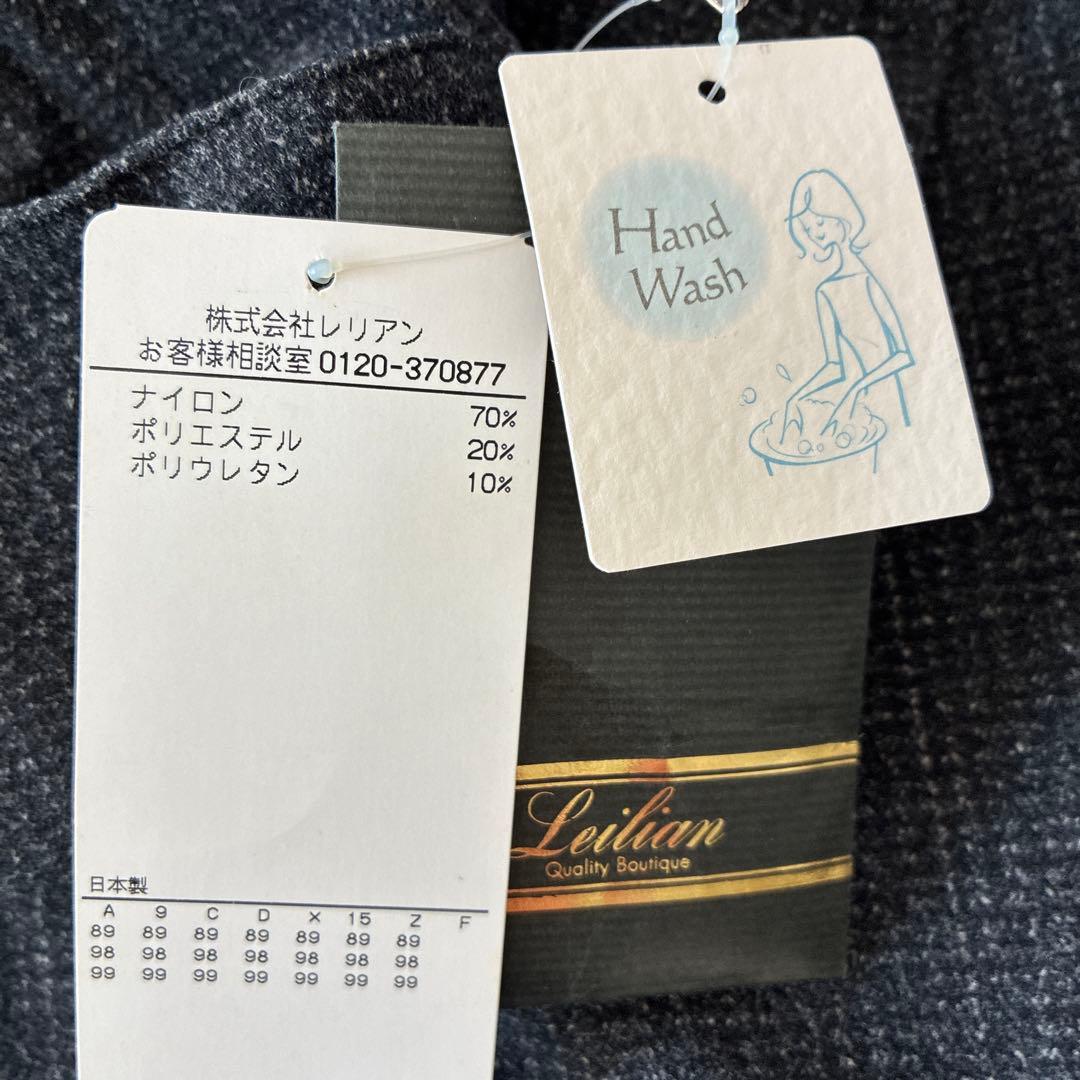 株式会社レリアン
お客様相談室 0120-370877
ナイロン 70%
ポリエステル 20%
ポリウレタン 10%
日本製
A 9 C D X 15 Z F
89 89 89 89 89 89 89
98 98 98 98 98 98 98
99 99 99 99 99 99 99
Hand
Wash
Leilian
Quality Boutique